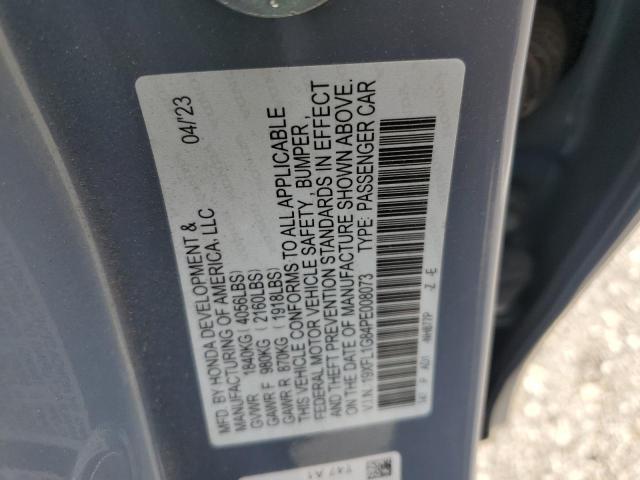 MFD. BY HONDA DEVELOPMENT & 04/'23
MANUFACTURING OF AMERICA, LLC
GVWR 1840KG ( 4056LBS)
GAWR F 980KG ( 2160LBS)
GAWR R 870KG ( 1918LBS)
THIS VEHICLE CONFORMS TO ALL APPLICABLE
FEDERAL MOTOR VEHICLE SAFETY, BUMPER,
AND THEFT PREVENTION STANDARDS IN EFFECT
ON THE DATE OF MANUFACTURE SHOWN ABOVE.
V.I.N. 19XFL1G84PE008073 TYPE: PASSENGER CAR
NH877P Z -E